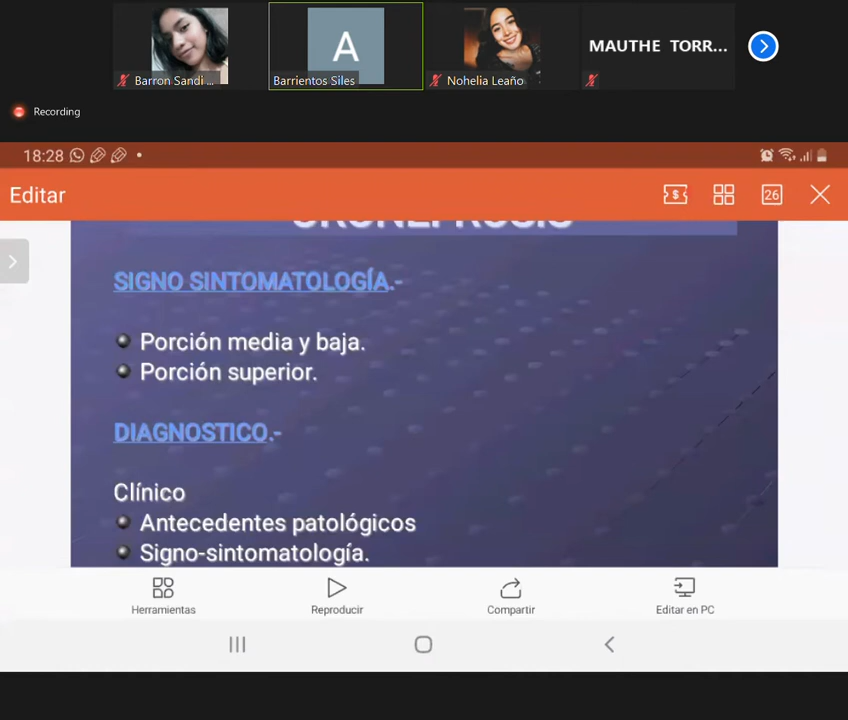 Barron Sandi ...
A
Barrientos Siles
Nohelia Leaño
MAUTHE TORR...
Recording
18:28
Editar
26
SIGNO SINTOMATOLOGÍA.-
Porción media y baja.
Porción superior.
DIAGNOSTICO.-
Clínico
Antecedentes patológicos
Signo-sintomatología.
Herramientas
Reproducir
Compartir
Editar en PC